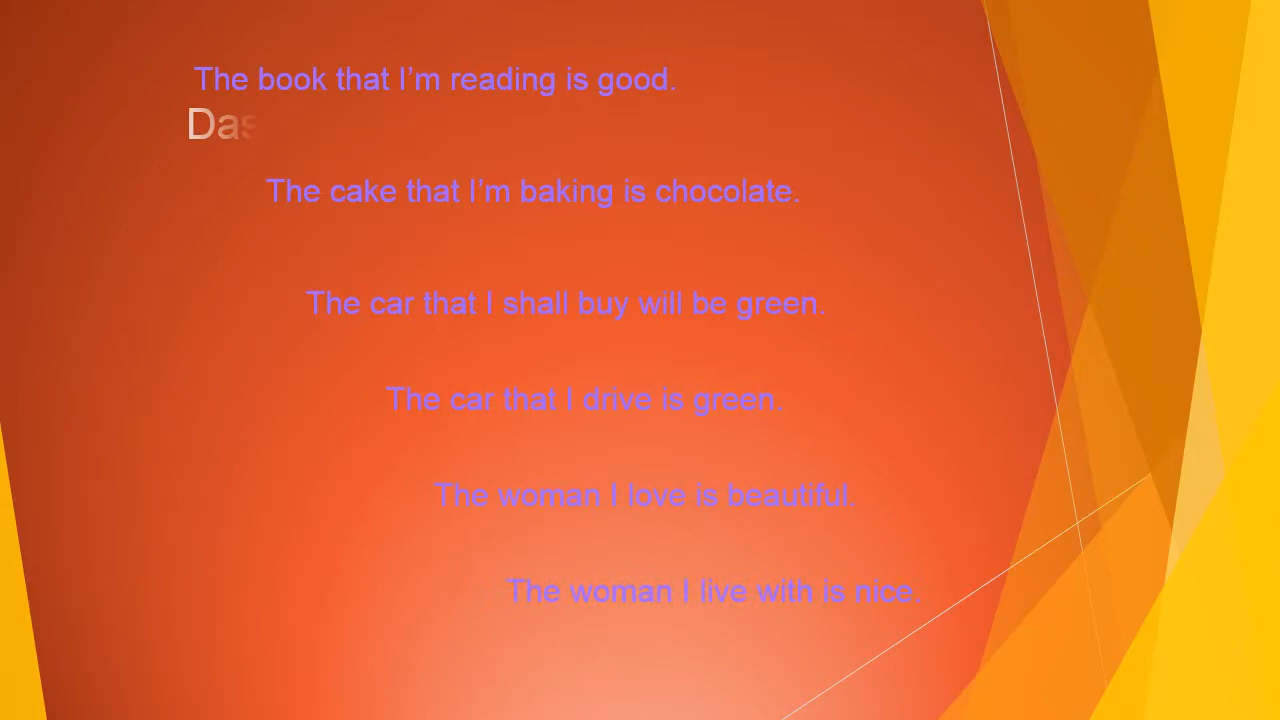 The book that I’m reading is good.
Das
The cake that I’m baking is chocolate.
The car that I shall buy will be green.
The car that I drive is green.
The woman I love is beautiful.
The woman I live with is nice.